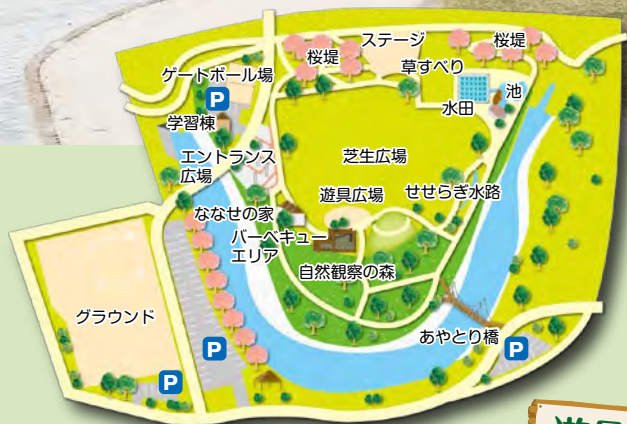 ステージ
桜堤
桜堤
草すべり
ゲートボール場
P
池
水田
学習棟
エントランス
広場
芝生広場
遊具広場
せせらぎ水路
ななせの家
バーベキュー
エリア
自然観察の森
グラウンド
あやとり橋
P
P
P